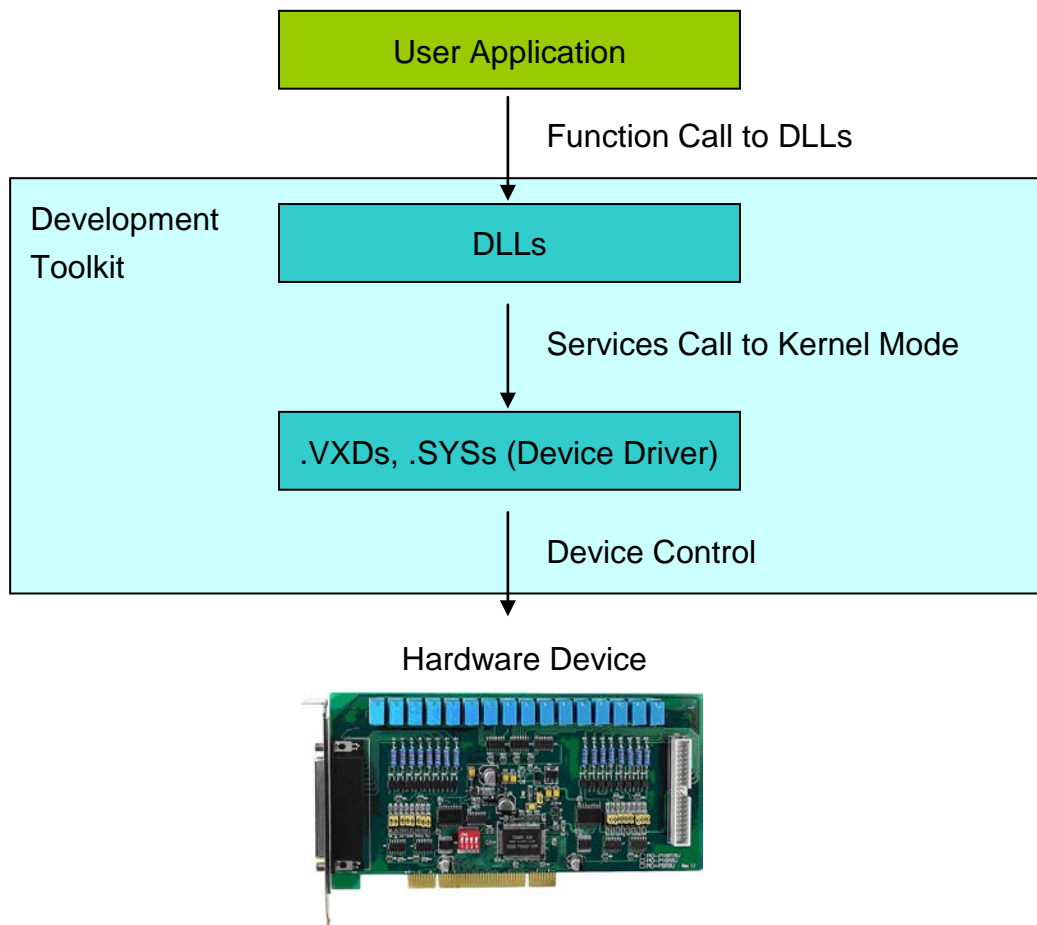 User Application
Function Call to DLLs
Development
Toolkit
DLLs
Services Call to Kernel Mode
.VXDs, .SYSs (Device Driver)
Device Control
Hardware Device